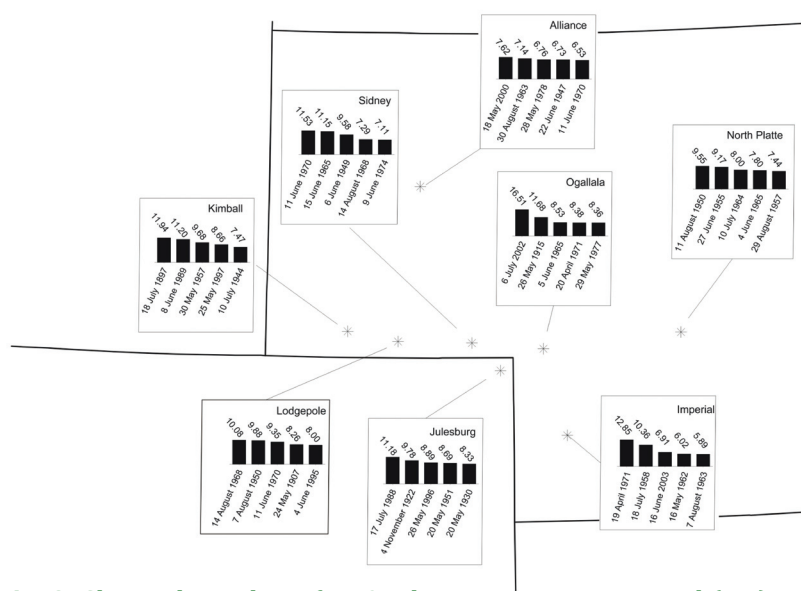 Alliance
7.62 7.14 6.76 6.73 6.53
18 May 2000
30 August 1963
28 May 1978
22 June 1947
11 June 1970
Sidney
11.53 11.15 9.58 7.29 7.11
11 June 1970
15 June 1965
6 June 1949
14 August 1968
9 June 1974
North Platte
9.55 9.17 8.00 7.80 7.44
11 August 1950
27 June 1955
10 July 1964
4 June 1965
29 August 1957
Ogallala
16.51 11.68 8.53 8.38 8.36
6 July 2002
26 May 1915
5 June 1965
20 April 1971
29 May 1977
Kimball
11.94 11.20 9.68 8.66 7.47
18 July 1897
8 June 1989
30 May 1957
25 May 1997
10 July 1944
Lodgepole
10.08 9.88 9.35 8.26 8.00
14 August 1968
7 August 1950
11 June 1970
24 May 1907
4 June 1995
Julesburg
11.18 9.78 8.89 8.69 8.33
17 July 1988
4 November 1922
26 May 1996
20 May 1951
20 May 1930
Imperial
12.85 10.36 6.91 6.02 5.89
19 April 1971
18 July 1958
16 June 2003
16 May 1962
7 August 1963